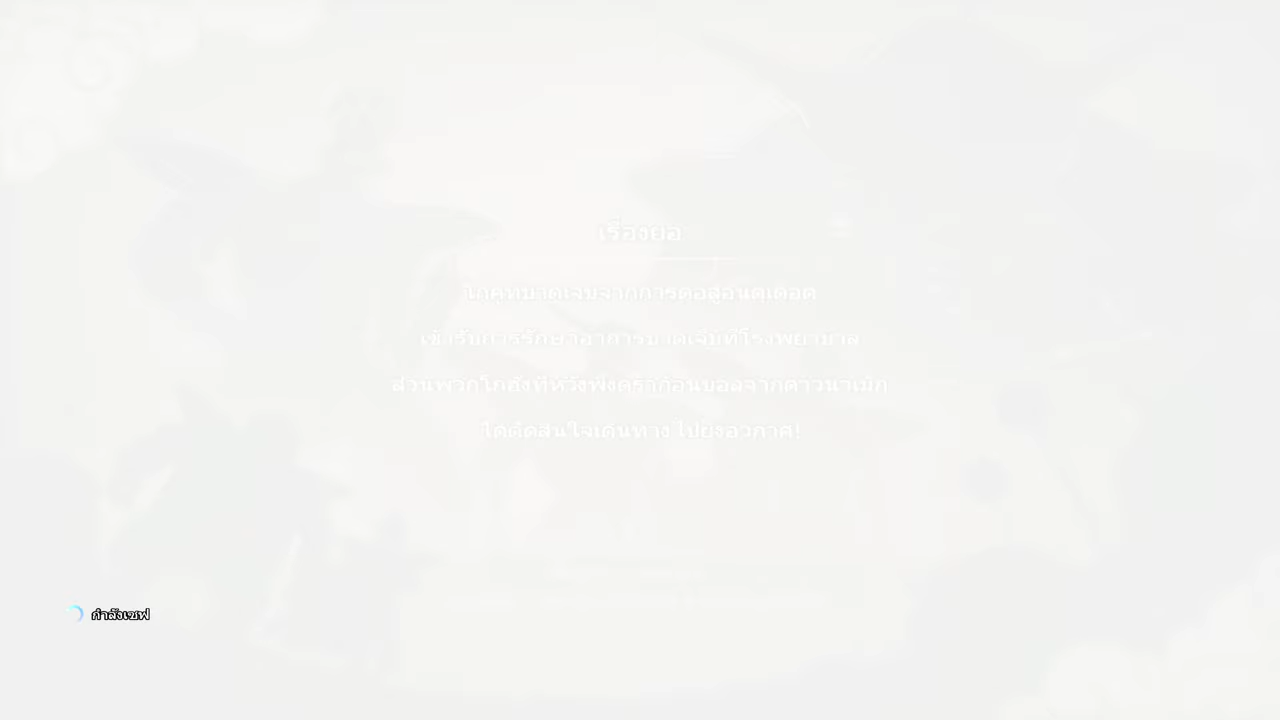 เรื่องย่อ
โกคูที่บาดเจ็บจากการต่อสู้อันดุเดือด
เข้ารับการรักษาอาการบาดเจ็บที่โรงพยาบาล
ส่วนพวกโกฮังที่หวังพึ่งดราก้อนบอลจากดาวนาเม็ก
ได้ตัดสินใจเดินทางไปยังอวกาศ!
กำลังเซฟ